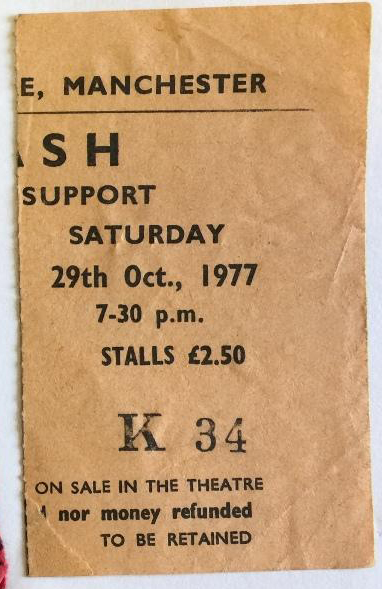 E, MANCHESTER
ASH
SUPPORT
SATURDAY
29th Oct., 1977
7-30 p.m.
STALLS £2.50
K 34
ON SALE IN THE THEATRE
nor money refunded
TO BE RETAINED